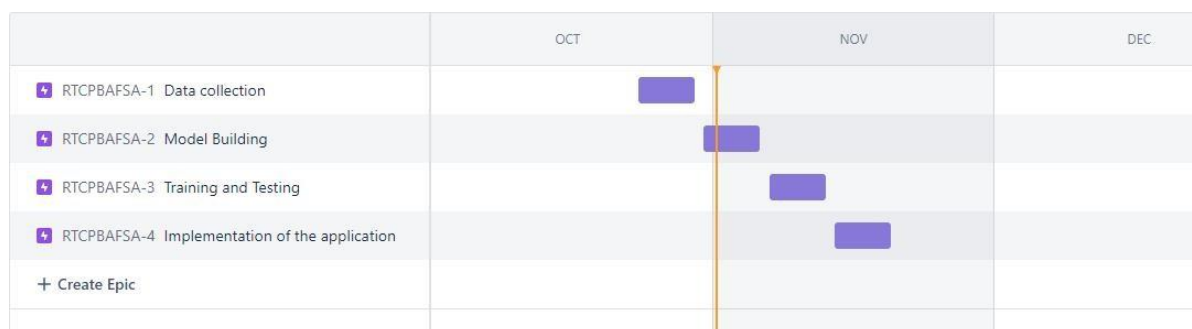 OCT NOV DEC
RTCPBAFSA-1 Data collection
RTCPBAFSA-2 Model Building
RTCPBAFSA-3 Training and Testing
RTCPBAFSA-4 Implementation of the application
+ Create Epic